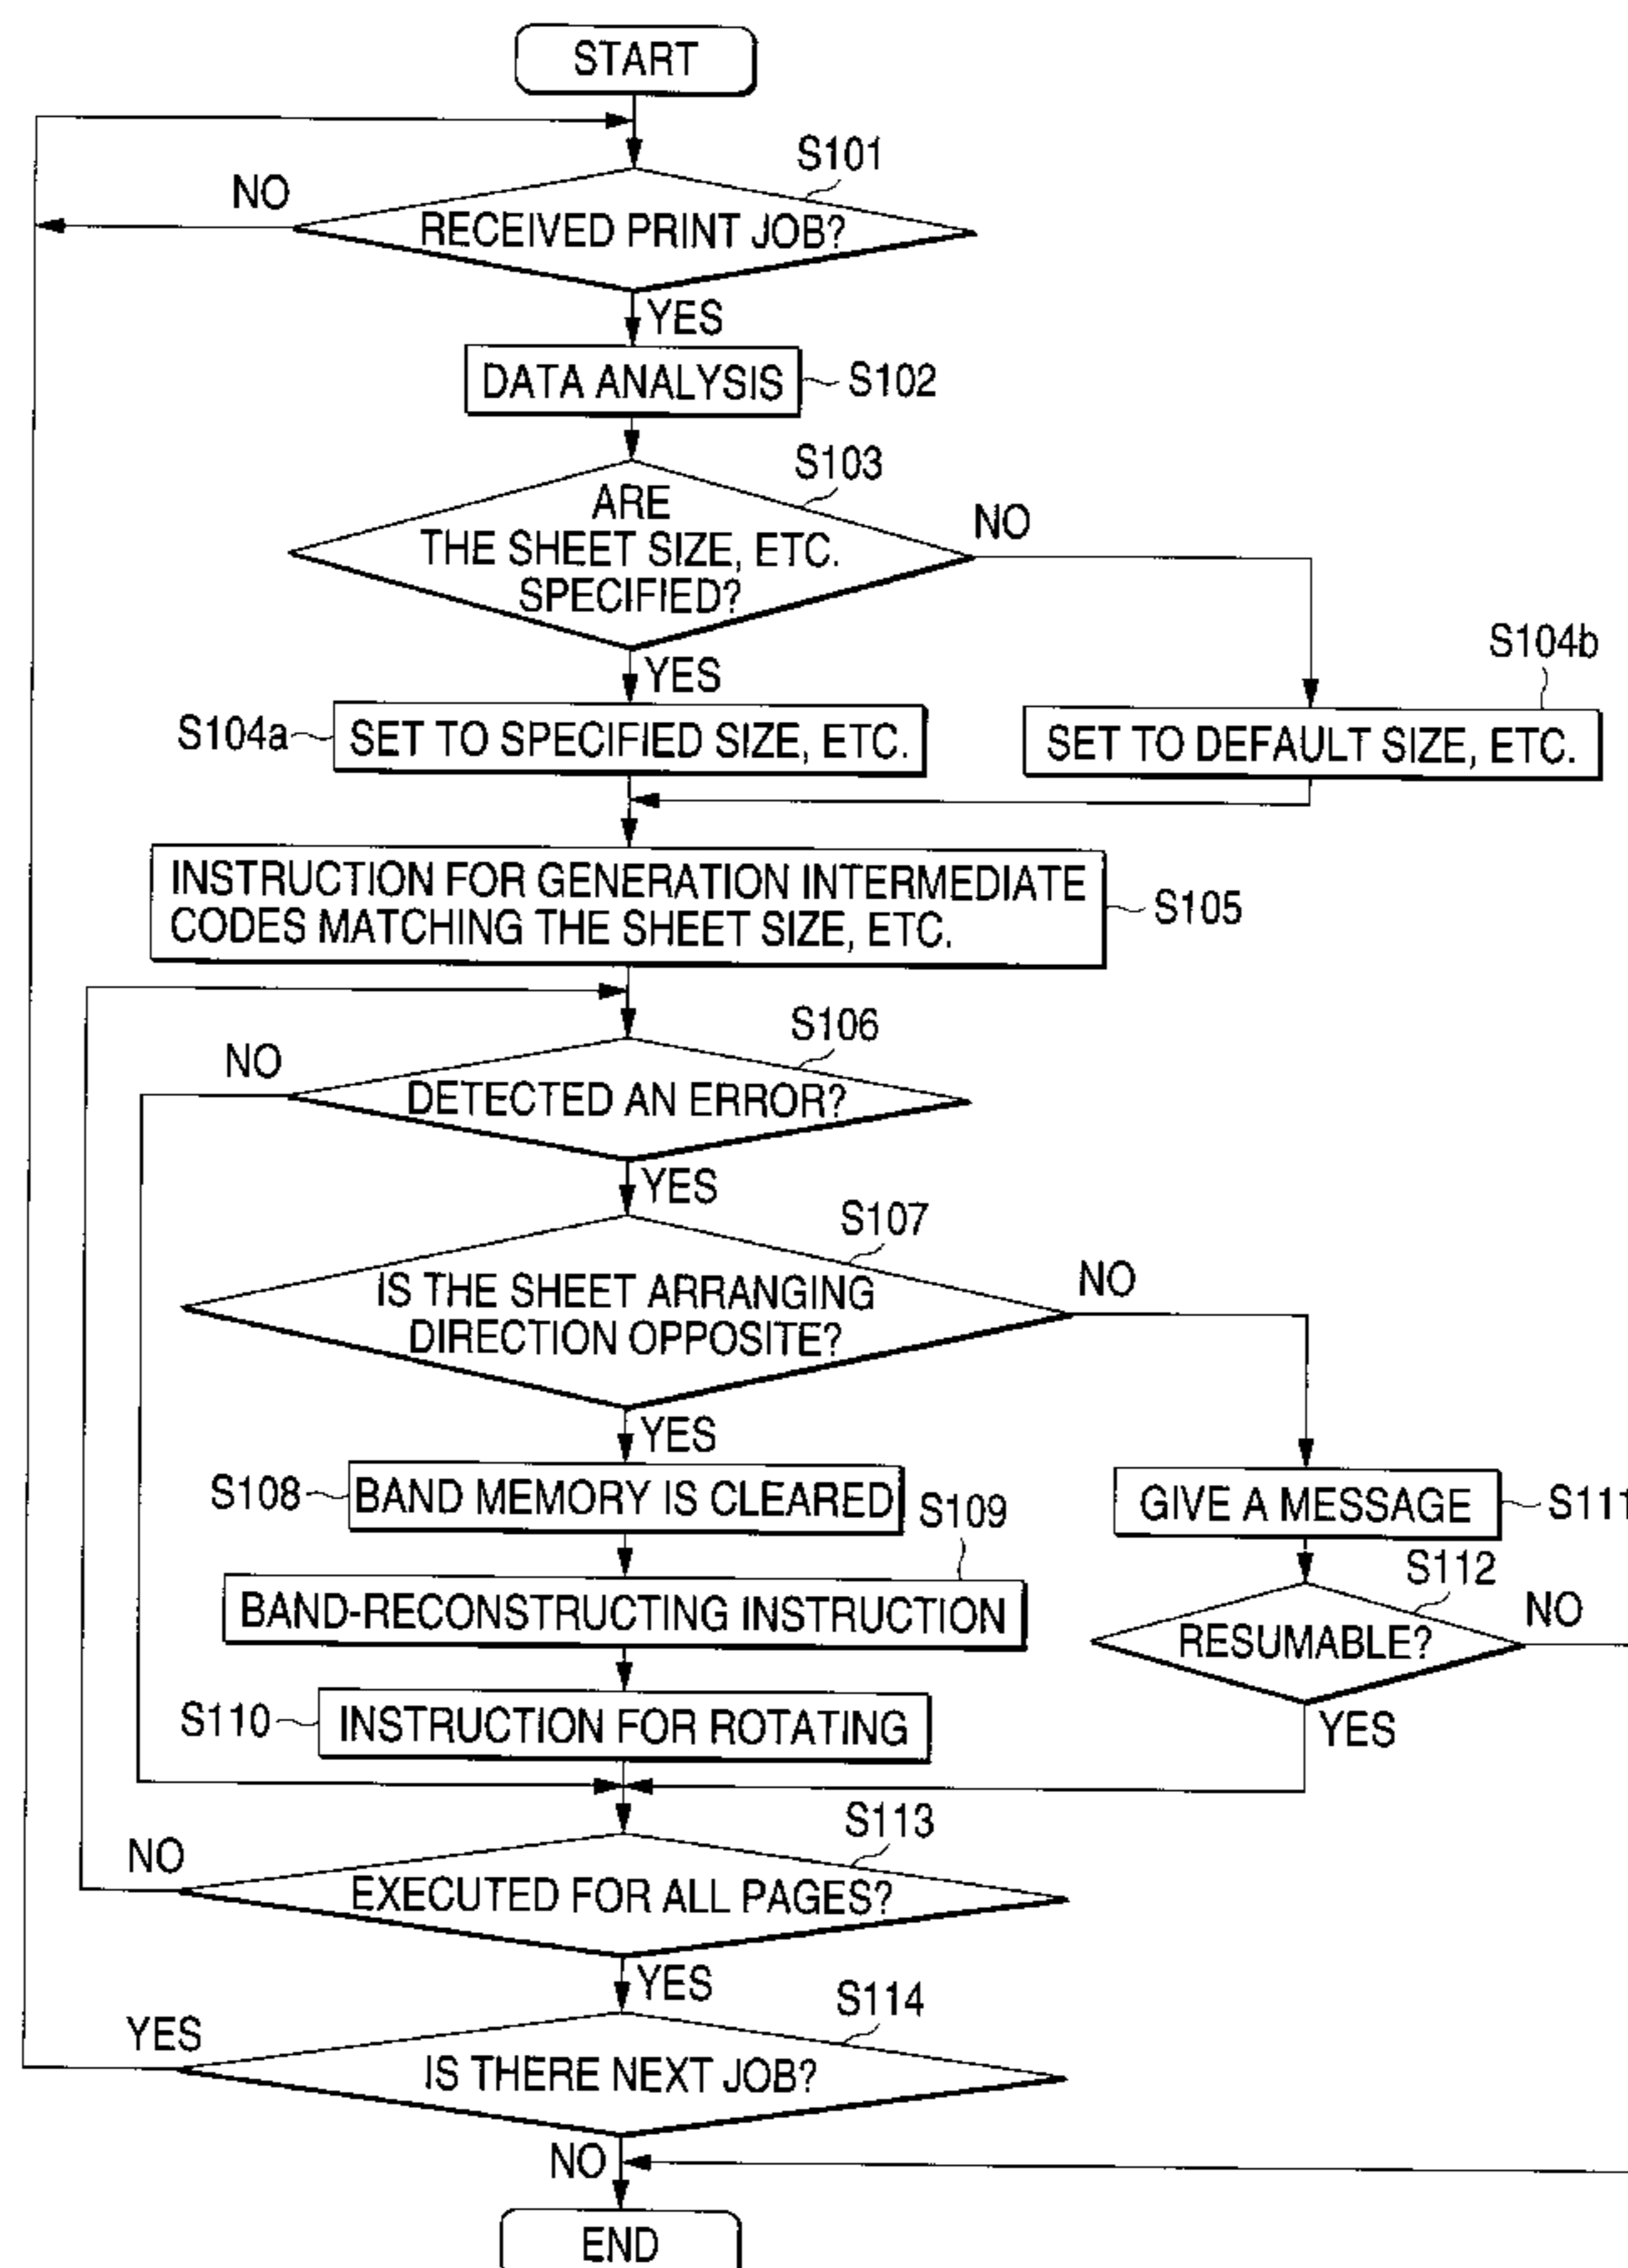 START
S101
NO
RECEIVED PRINT JOB?
YES
DATA ANALYSIS
S102
S103
ARE
THE SHEET SIZE, ETC.
SPECIFIED?
NO
YES
S104b
S104a
SET TO SPECIFIED SIZE, ETC.
SET TO DEFAULT SIZE, ETC.
INSTRUCTION FOR GENERATION INTERMEDIATE
CODES MATCHING THE SHEET SIZE, ETC.
S105
S106
NO
DETECTED AN ERROR?
YES
S107
IS THE SHEET ARRANGING
DIRECTION OPPOSITE?
NO
YES
S108
BAND MEMORY IS CLEARED
S109
GIVE A MESSAGE
S111
BAND-RECONSTRUCTING INSTRUCTION
S112
RESUMABLE?
NO
YES
S110
INSTRUCTION FOR ROTATING
S113
NO
EXECUTED FOR ALL PAGES?
YES
S114
YES
IS THERE NEXT JOB?
NO
END